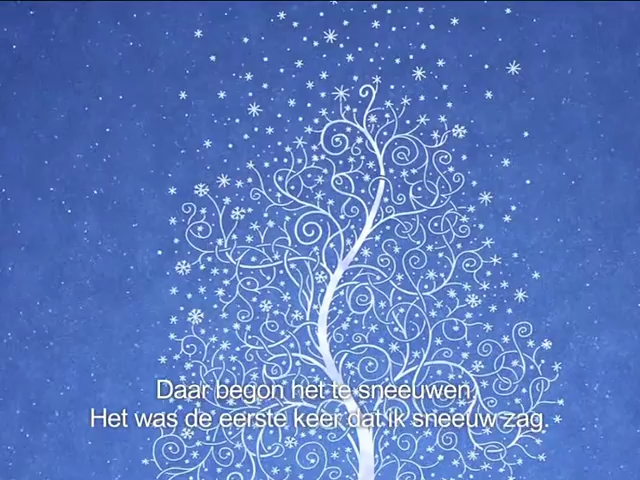 Daar begon het te sneeuwen.
Het was de eerste keer dat ik sneeuw zag.